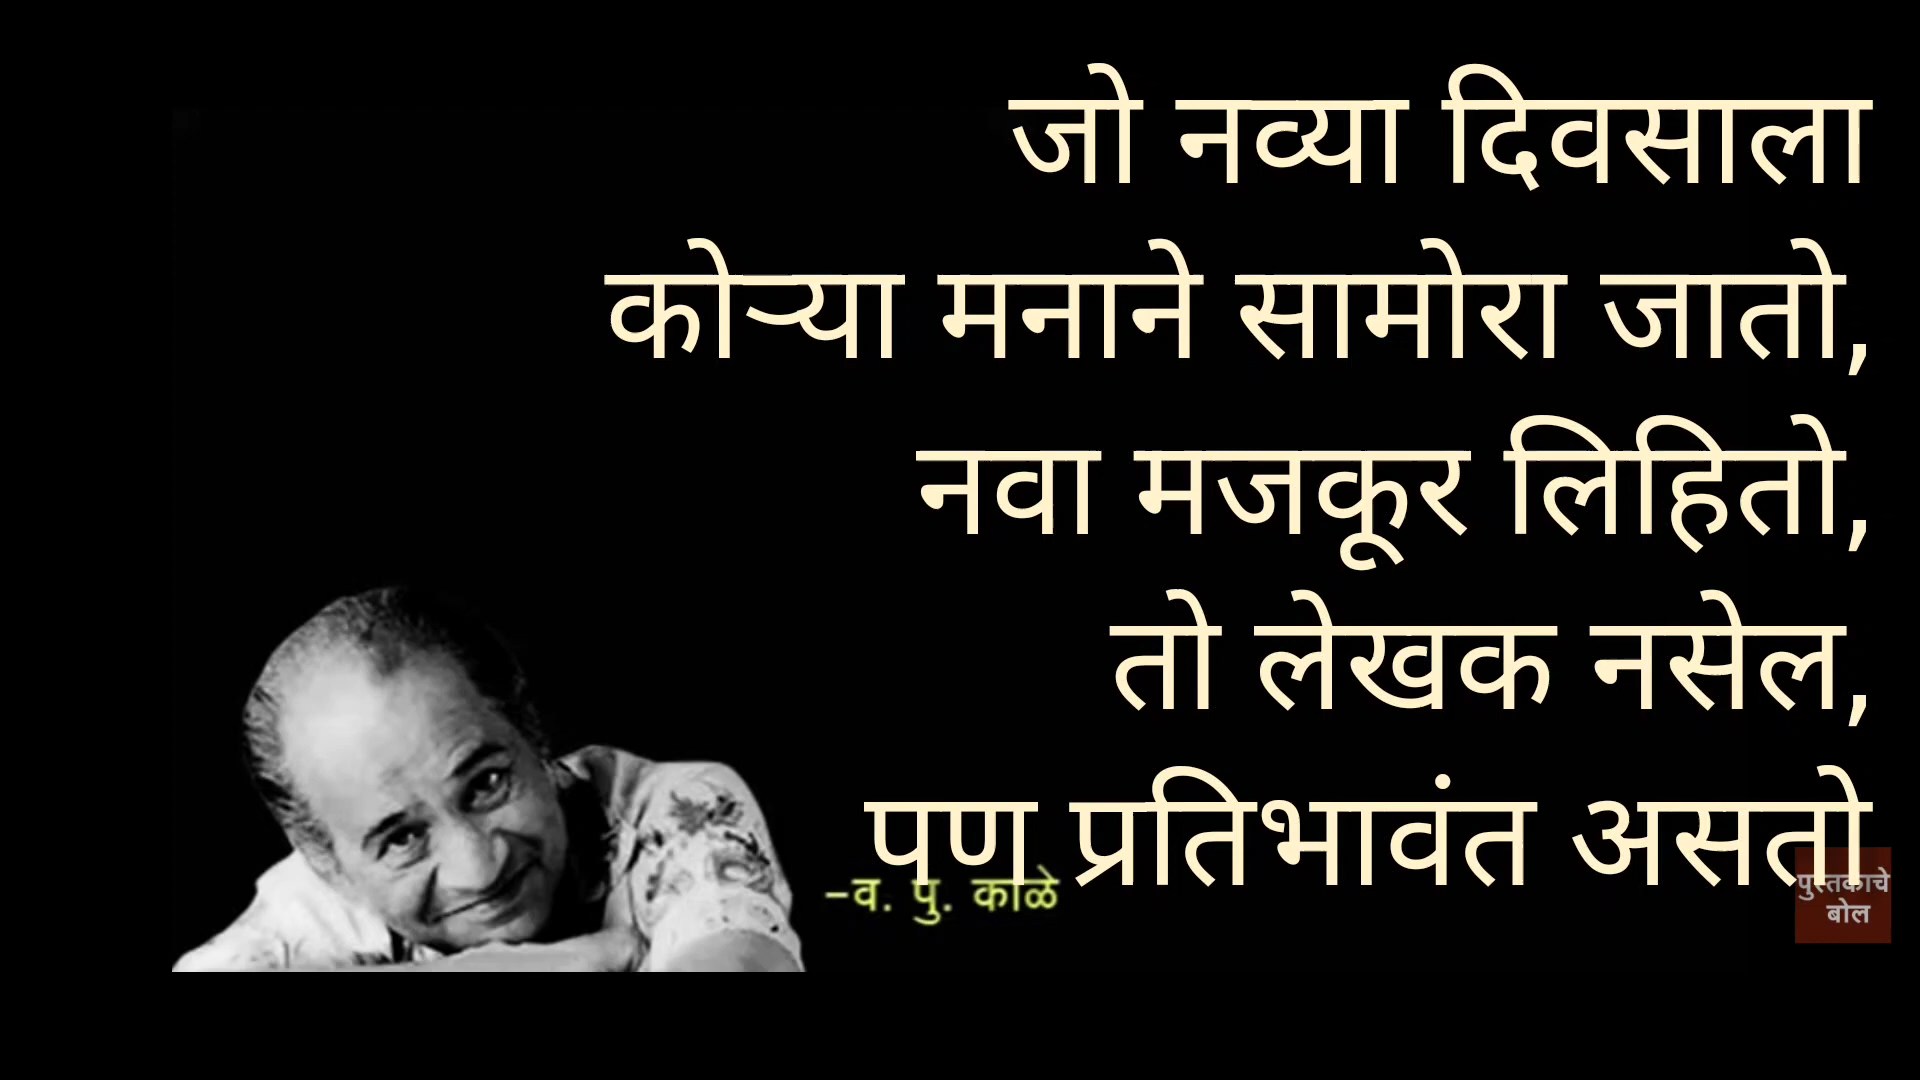 जो नव्या दिवसाला
कोऱ्या मनाने सामोरा जातो,
नवा मजकूर लिहितो,
तो लेखक नसेल,
पण प्रतिभावंत असतो
–व. पु. काळे
पुस्तकाचे
बोल